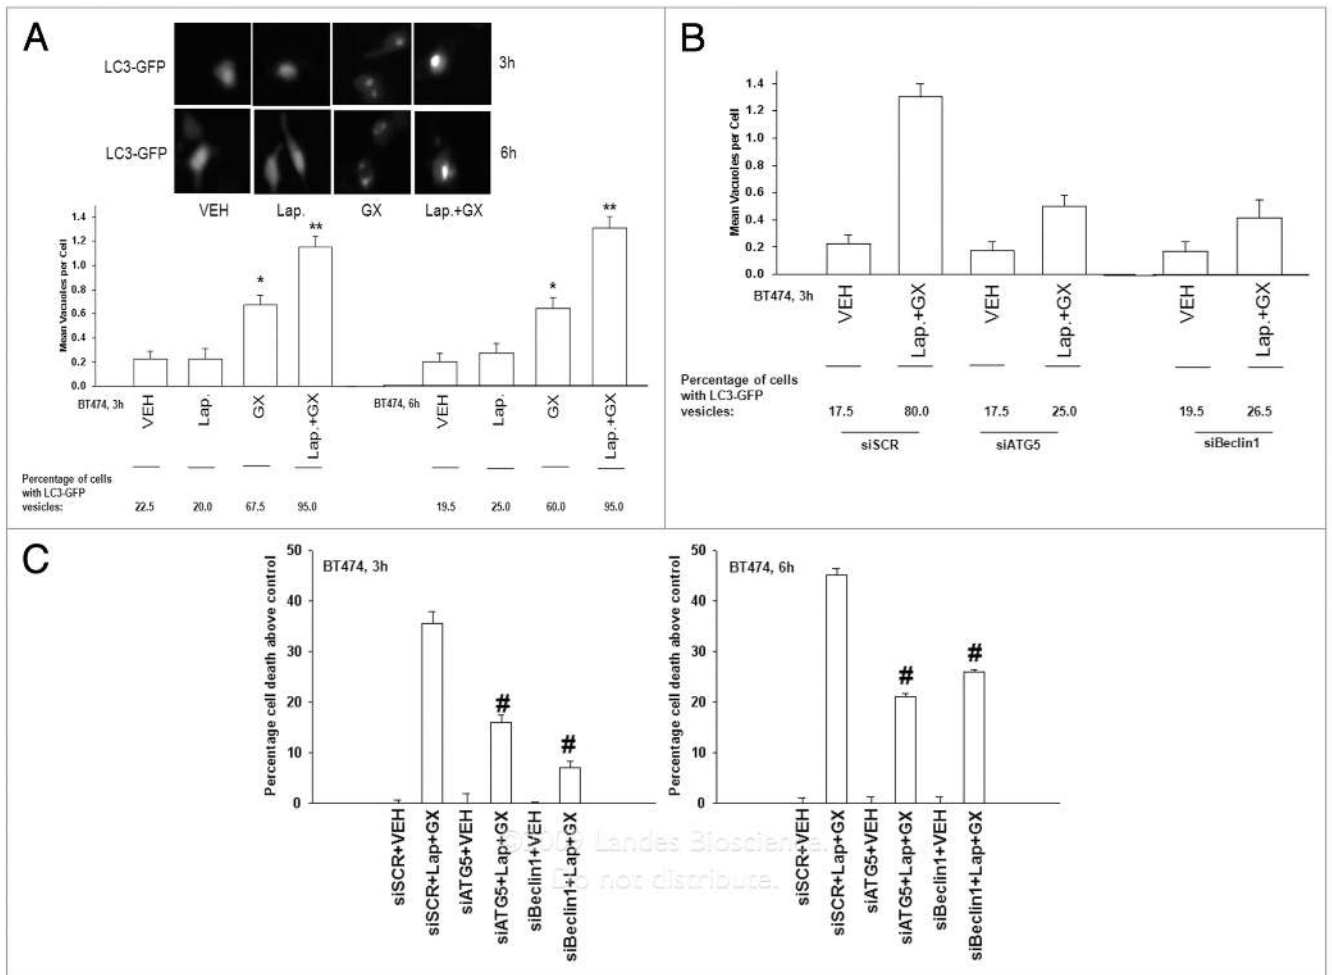 A
LC3-GFP
3h
LC3-GFP
6h
VEH Lap. GX Lap.+GX
Mean Vacuoles per Cell
1.4
1.2
1.0
0.8
0.6
0.4
0.2
0.0
*
**
*
**
BT474, 3h
VEH
Lap.
GX
Lap.+GX
BT474, 6h
VEH
Lap.
GX
Lap.+GX
Percentage of cells
with LC3-GFP
vesicles: 22.5 20.0 67.5 95.0 19.5 25.0 60.0 95.0
B
Mean Vacuoles per Cell
1.4
1.2
1.0
0.8
0.6
0.4
0.2
0.0
BT474, 3h
VEH
Lap.+GX
VEH
Lap.+GX
VEH
Lap.+GX
Percentage of cells
with LC3-GFP
vesicles: 17.5 80.0 17.5 25.0 19.5 26.5
siSCR siATG5 siBeclin1
C
Percentage cell death above control
50
40
30
20
10
0
BT474, 3h
#
#
siSCR+VEH
siSCR+Lap+GX
siATG5+VEH
siATG5+Lap+GX
siBeclin1+VEH
siBeclin1+Lap+GX
Percentage cell death above control
50
40
30
20
10
0
BT474, 6h
#
#
siSCR+VEH
siSCR+Lap+GX
siATG5+VEH
siATG5+Lap+GX
siBeclin1+VEH
siBeclin1+Lap+GX
©2009 Landes Bioscience.
Do not distribute.